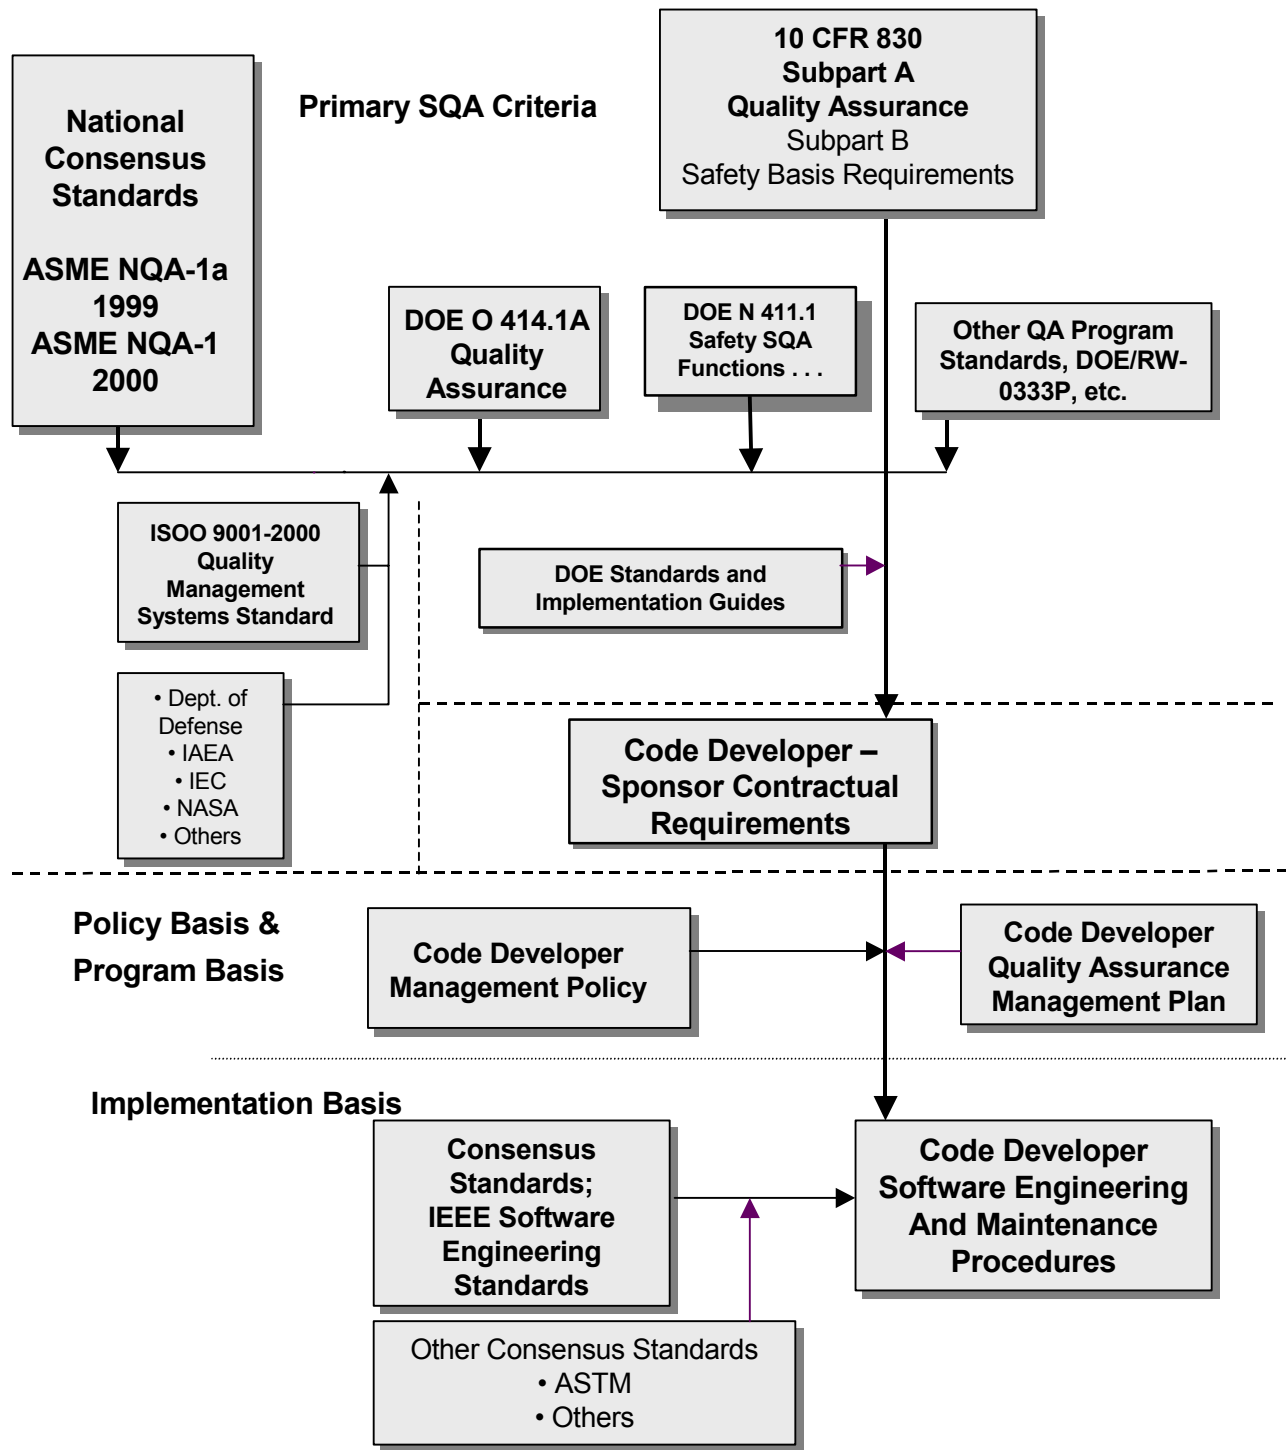 10 CFR 830
Subpart A
Quality Assurance
Subpart B
Safety Basis Requirements
Primary SQA Criteria
National
Consensus
Standards
ASME NQA-1a
1999
ASME NQA-1
2000
DOE O 414.1A
Quality
Assurance
DOE N 411.1
Safety SQA
Functions . . .
Other QA Program
Standards, DOE/RW-
0333P, etc.
ISOO 9001-2000
Quality
Management
Systems Standard
DOE Standards and
Implementation Guides
• Dept. of
Defense
• IAEA
• IEC
• NASA
• Others
Code Developer –
Sponsor Contractual
Requirements
Policy Basis &
Program Basis
Code Developer
Management Policy
Code Developer
Quality Assurance
Management Plan
Implementation Basis
Consensus
Standards;
IEEE Software
Engineering
Standards
Code Developer
Software Engineering
And Maintenance
Procedures
Other Consensus Standards
• ASTM
• Others